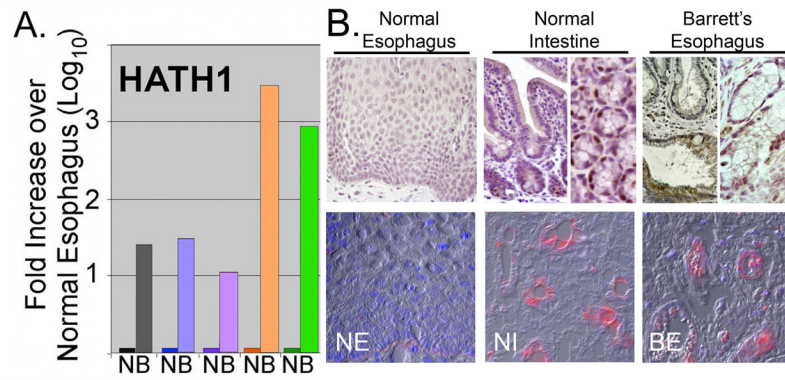 A.
Fold Increase over
Normal Esophagus (Log10)
HATH1
3
2
1
NB NB NB NB NB
B.
Normal
Esophagus
Normal
Intestine
Barrett's
Esophagus
NE
NI
BE